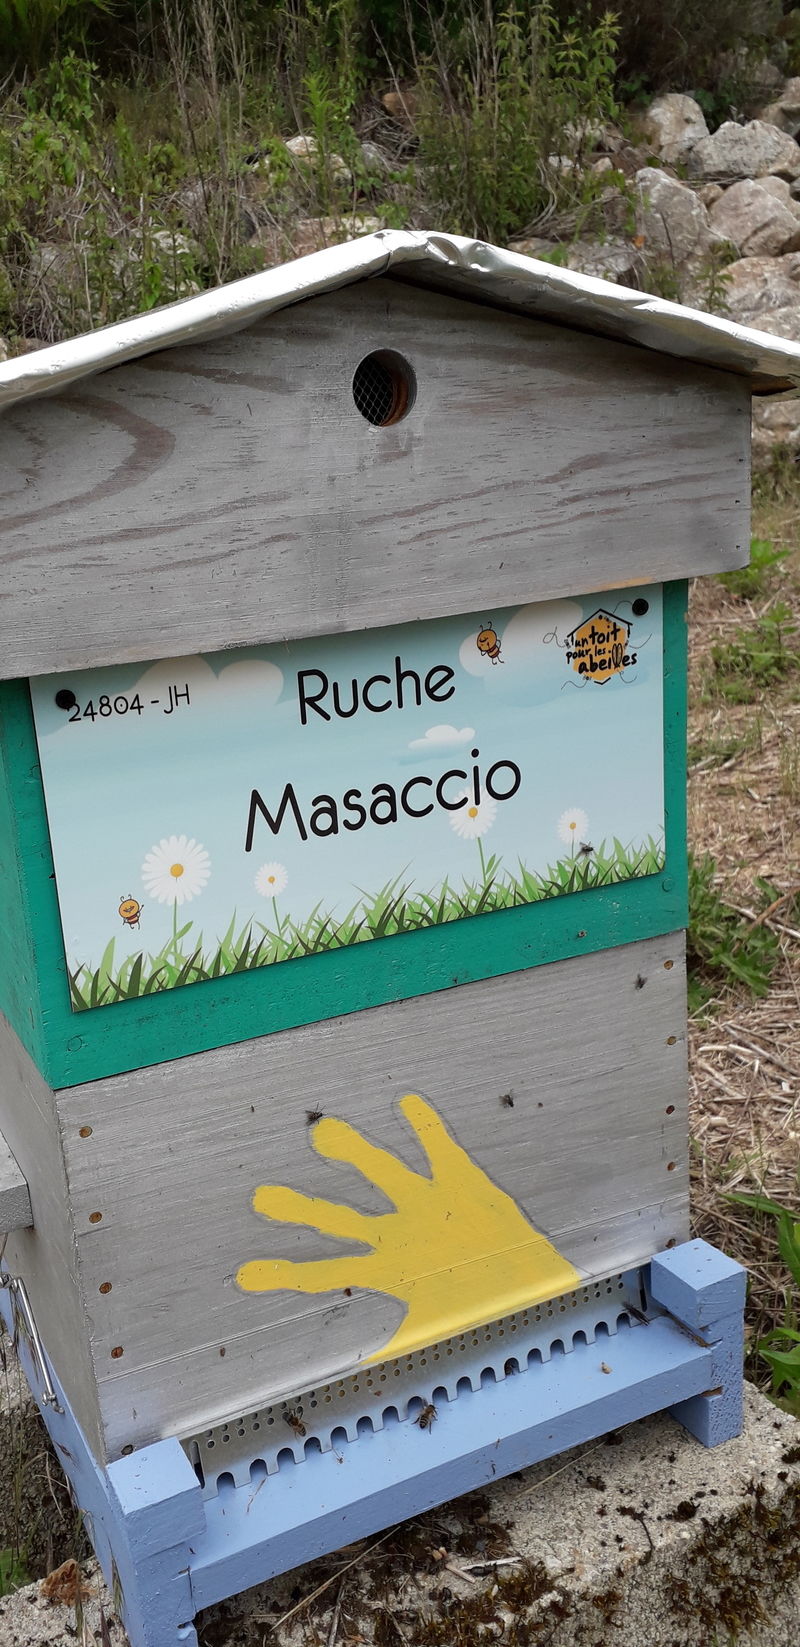 24804 - JH
Ruche
Masaccio
un toit
pour les
abeilles